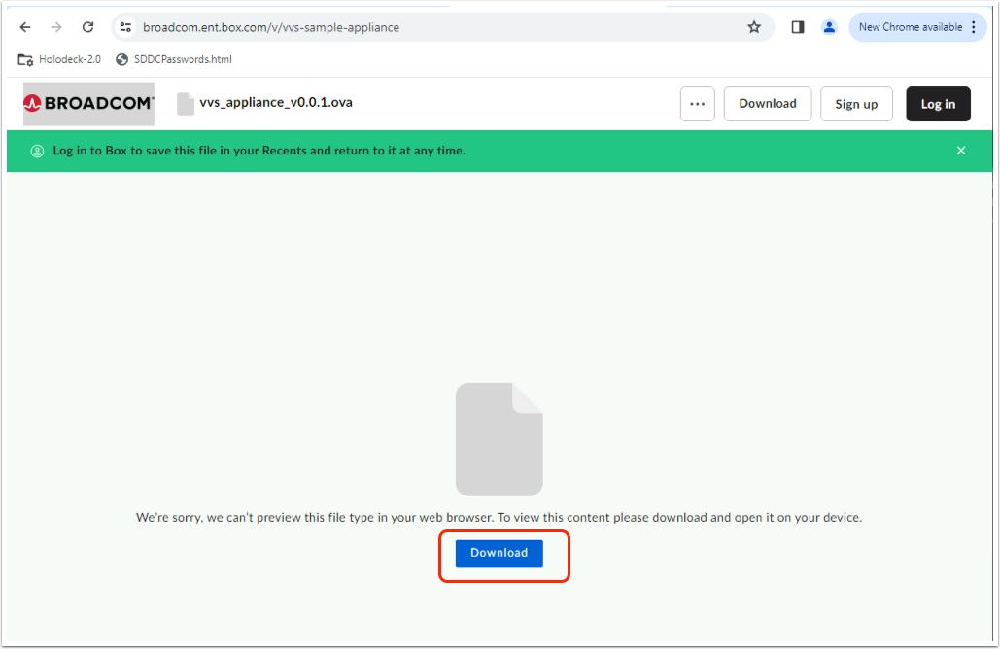 broadcom.ent.box.com/v/vvs-sample-appliance
New Chrome available
Holodeck-2.0
SDDCPasswords.html
BROADCOM
vvs_appliance_v0.0.1.ova
Download
Sign up
Log in
Log in to Box to save this file in your Recents and return to it at any time.
We're sorry, we can't preview this file type in your web browser. To view this content please download and open it on your device.
Download